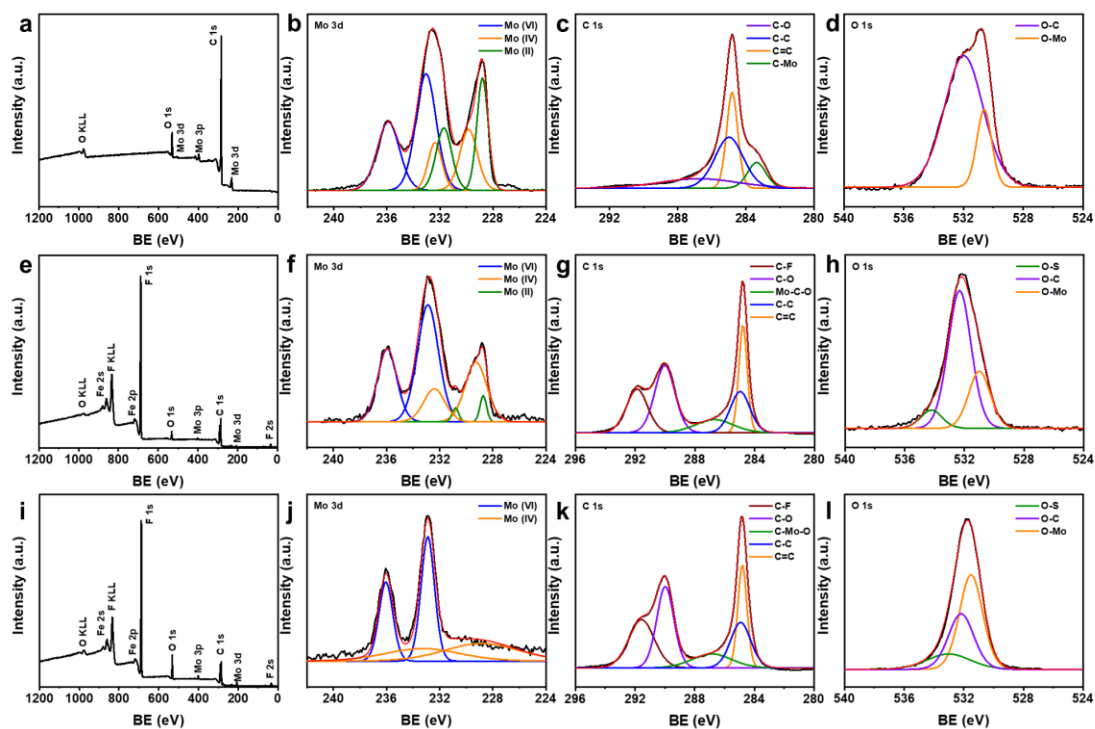 a
Intensity (a.u.)
O KLL
O 1s
Mo 3d
Mo 3p
C 1s
Mo 3d
1200 1000 800 600 400 200 0
BE (eV)
b
Mo 3d
Mo (VI)
Mo (IV)
Mo (II)
Intensity (a.u.)
240 236 232 228 224
BE (eV)
c
C 1s
C-O
C-C
C=C
C-Mo
Intensity (a.u.)
292 288 284 280
BE (eV)
d
O 1s
O-C
O-Mo
Intensity (a.u.)
540 536 532 528 524
BE (eV)
e
Intensity (a.u.)
O KLL
Fe 2s
F KLL
Fe 2p
F 1s
O 1s
Mo 3p
C 1s
Mo 3d
F 2s
1200 1000 800 600 400 200 0
BE (eV)
f
Mo 3d
Mo (VI)
Mo (IV)
Mo (II)
Intensity (a.u.)
240 236 232 228 224
BE (eV)
g
C 1s
C-F
C-O
Mo-C-O
C-C
C=C
Intensity (a.u.)
296 292 288 284 280
BE (eV)
h
O 1s
O-S
O-C
O-Mo
Intensity (a.u.)
540 536 532 528 524
BE (eV)
i
Intensity (a.u.)
O KLL
Fe 2s
F KLL
Fe 2p
F 1s
O 1s
Mo 3p
C 1s
Mo 3d
F 2s
1200 1000 800 600 400 200 0
BE (eV)
j
Mo 3d
Mo (VI)
Mo (IV)
Intensity (a.u.)
240 236 232 228 224
BE (eV)
k
C 1s
C-F
C-O
C-Mo-O
C-C
C=C
Intensity (a.u.)
296 292 288 284 280
BE (eV)
l
O 1s
O-S
O-C
O-Mo
Intensity (a.u.)
540 536 532 528 524
BE (eV)